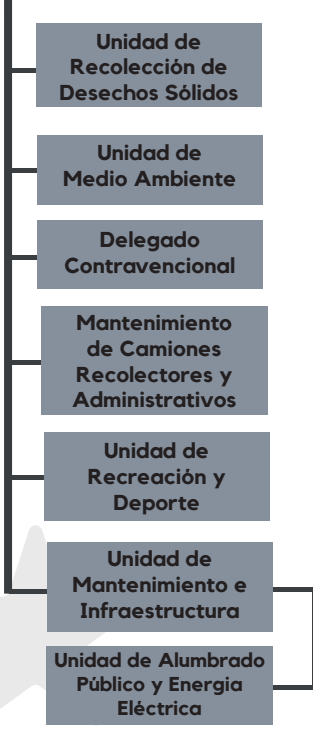 Unidad de
Recolección de
Desechos Sólidos
Unidad de
Medio Ambiente
Delegado
Contravencional
Mantenimiento
de Camiones
Recolectores y
Administrativos
Unidad de
Recreación y
Deporte
Unidad de
Mantenimiento e
Infraestructura
Unidad de Alumbrado
Público y Energia
Eléctrica